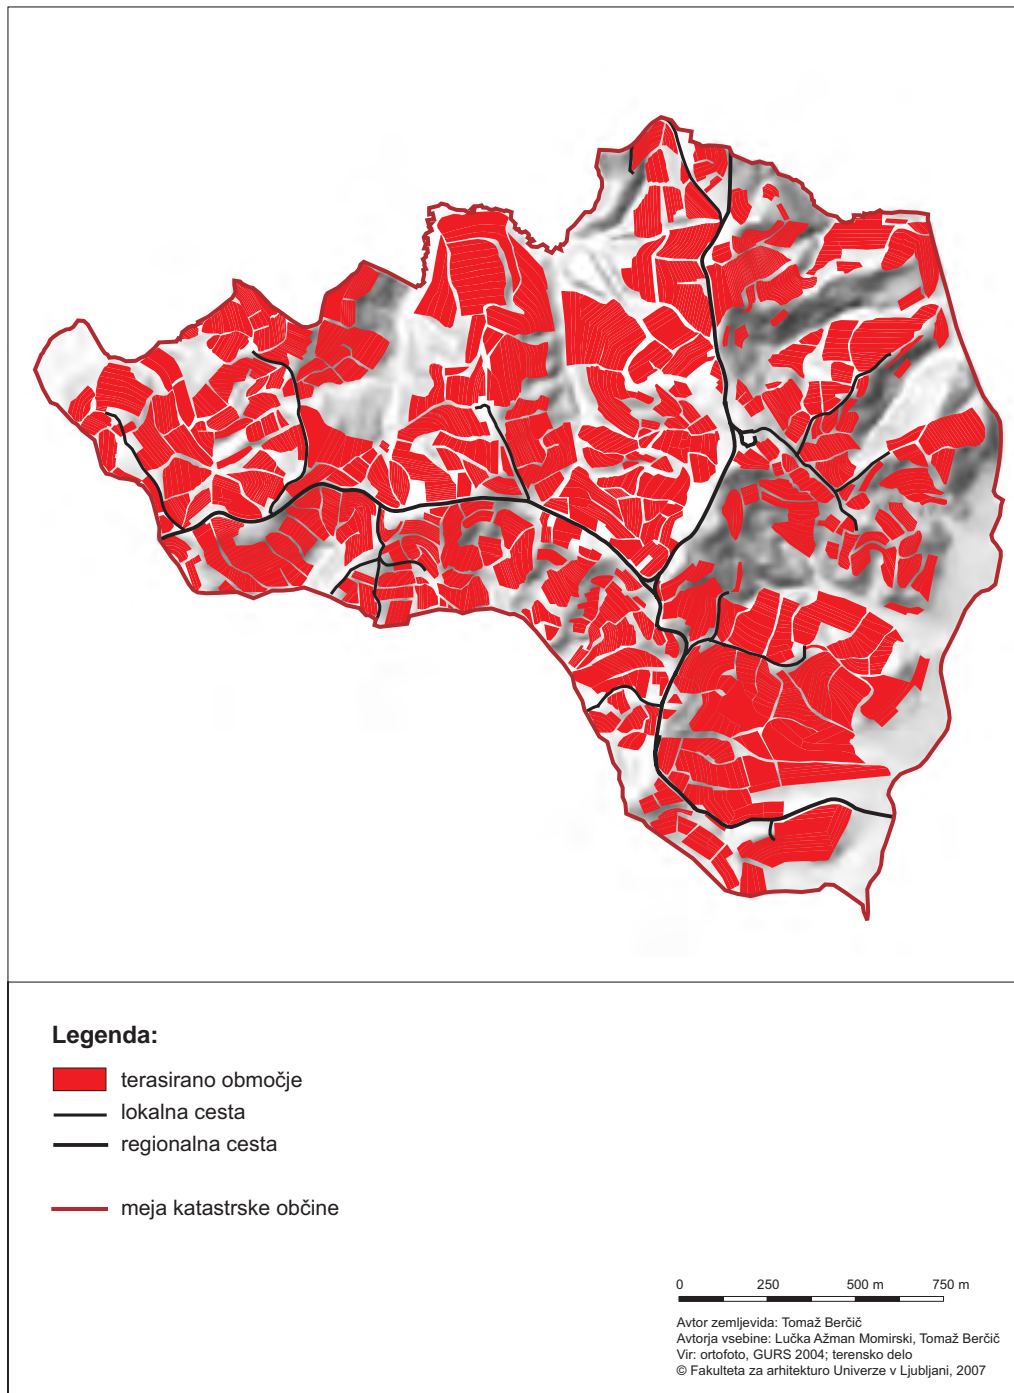 Legenda:
terasirano območje
lokalna cesta
regionalna cesta
meja katastrske občine
0 250 500 m 750 m
Avtor zemljevida: Tomaž Berčič
Avtorja vsebine: Lučka Ažman Momirski, Tomaž Berčič
Vir: ortofoto, GURS 2004; terensko delo
© Fakulteta za arhitekturo Univerze v Ljubljani, 2007